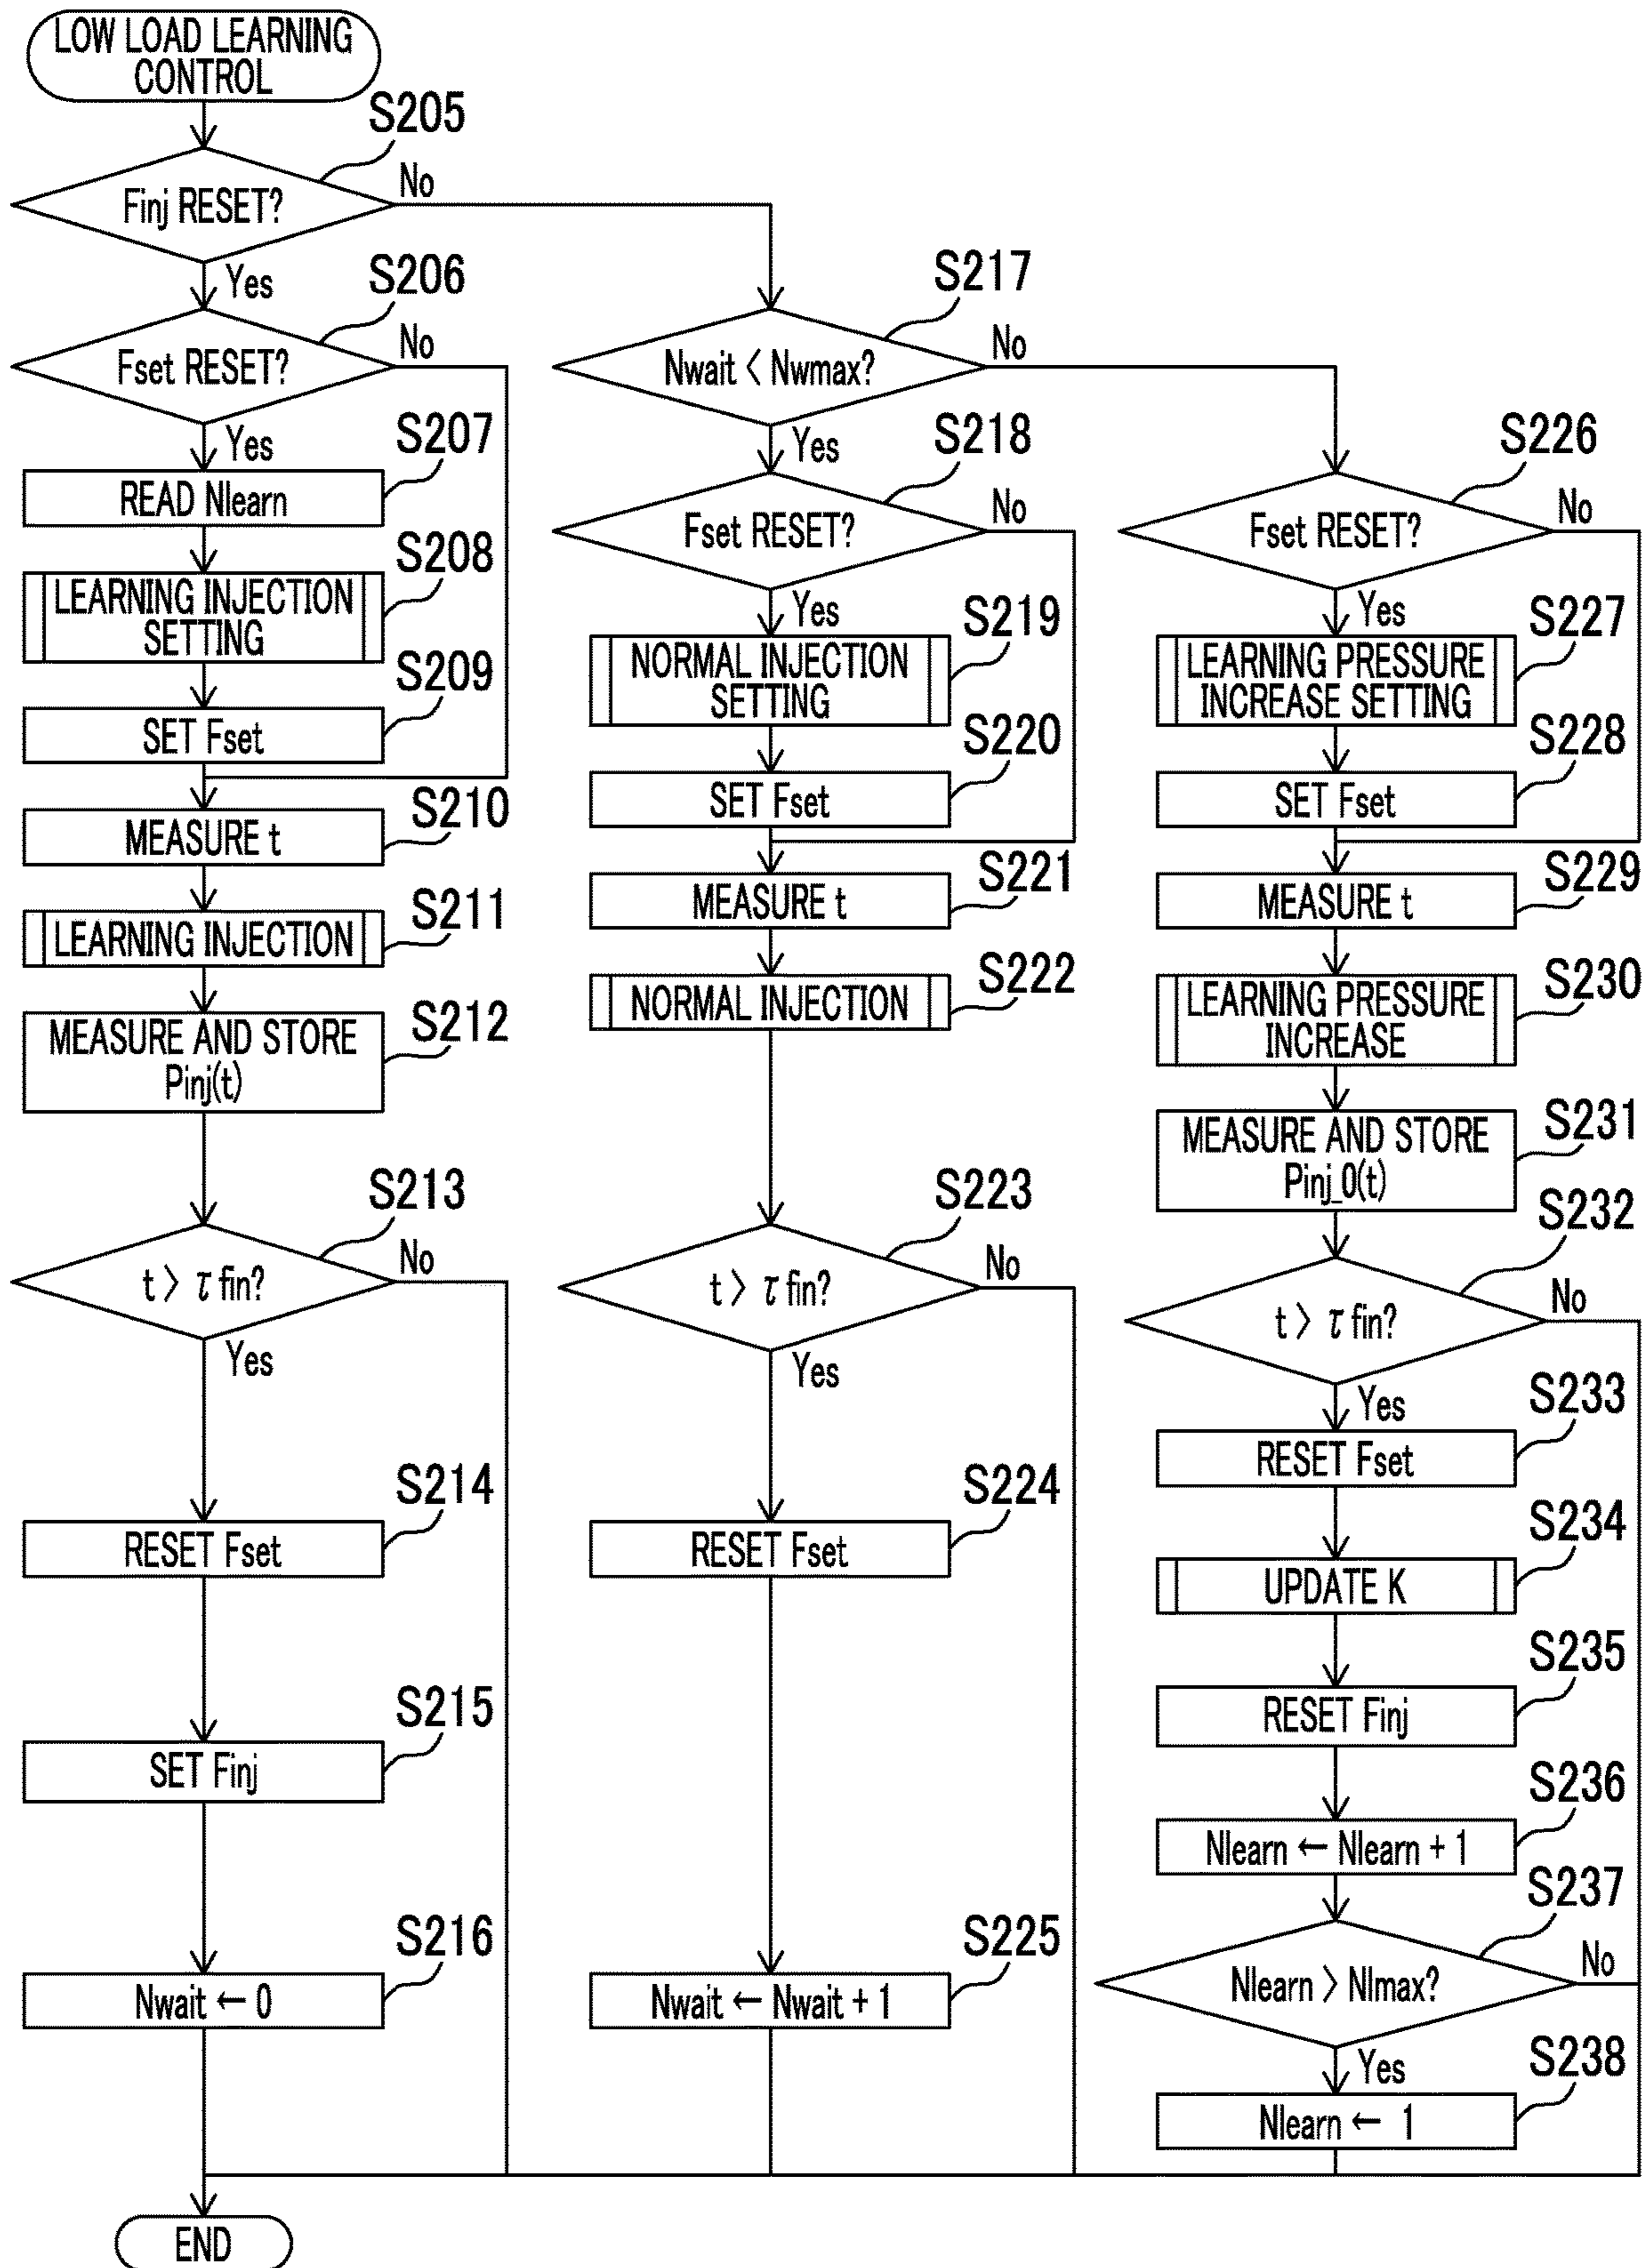 LOW LOAD LEARNING
CONTROL
S205
Finj RESET?
No
Yes
S206
Fset RESET?
No
Yes
S207
READ Nlearn
S208
LEARNING INJECTION
SETTING
S209
SET Fset
S210
MEASURE t
S211
LEARNING INJECTION
S212
MEASURE AND STORE
Pinj(t)
S213
t > τ fin?
No
Yes
S214
RESET Fset
S215
SET Finj
S216
Nwait ← 0
END
S217
Nwait < Nwmax?
No
Yes
S218
Fset RESET?
No
Yes
S219
NORMAL INJECTION
SETTING
S220
SET Fset
S221
MEASURE t
S222
NORMAL INJECTION
S223
t > τ fin?
No
Yes
S224
RESET Fset
S225
Nwait ← Nwait + 1
S226
Fset RESET?
No
Yes
S227
LEARNING PRESSURE
INCREASE SETTING
S228
SET Fset
S229
MEASURE t
S230
LEARNING PRESSURE
INCREASE
S231
MEASURE AND STORE
Pinj_0(t)
S232
t > τ fin?
No
Yes
S233
RESET Fset
S234
UPDATE K
S235
RESET Finj
S236
Nlearn ← Nlearn + 1
S237
Nlearn > Nlmax?
No
Yes
S238
Nlearn ← 1